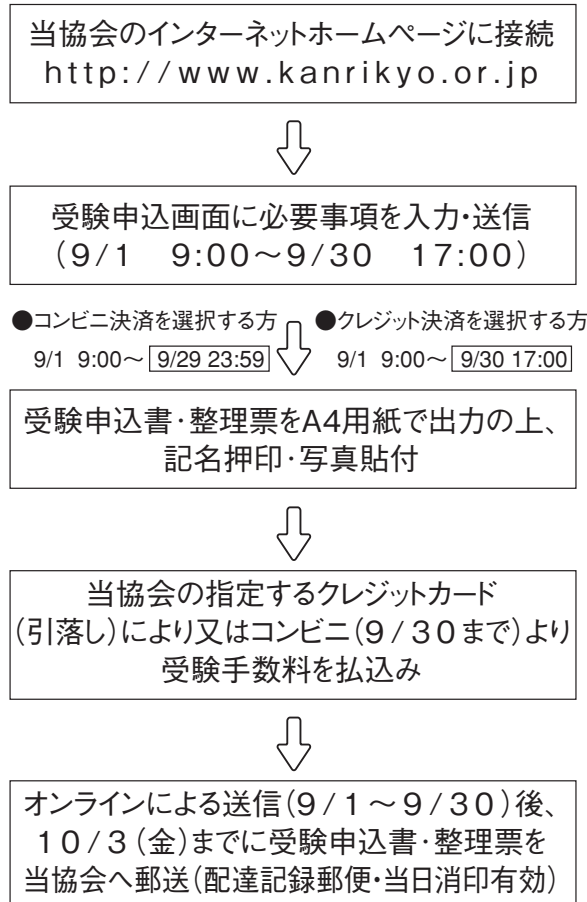 当協会のインターネットホームページに接続
http://www.kanrikyo.or.jp
受験申込画面に必要事項を入力・送信
(9/1 9:00～9/30 17:00)
●コンビニ決済を選択する方
9/1 9:00～ 9/29 23:59
●クレジット決済を選択する方
9/1 9:00～ 9/30 17:00
受験申込書・整理票をA4用紙で出力の上、
記名押印・写真貼付
当協会の指定するクレジットカード
(引落し)により又はコンビニ(9/30まで)より
受験手数料を払込み
オンラインによる送信(9/1～9/30)後、
10/3(金)までに受験申込書・整理票を
当協会へ郵送(配達記録郵便・当日消印有効)